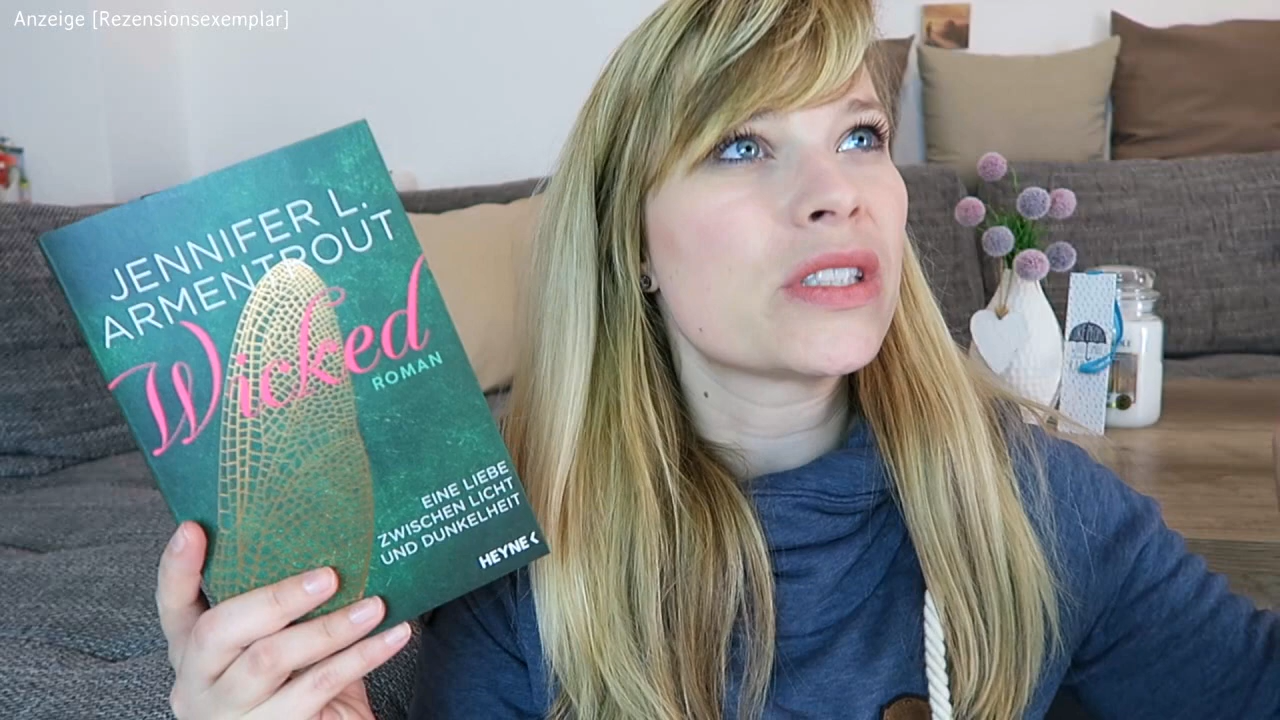 Anzeige [Rezensionsexemplar]
JENNIFER L.
ARMENTROUT
Wicked
ROMAN
EINE LIEBE
ZWISCHEN LICHT
UND DUNKELHEIT
HEYNE<